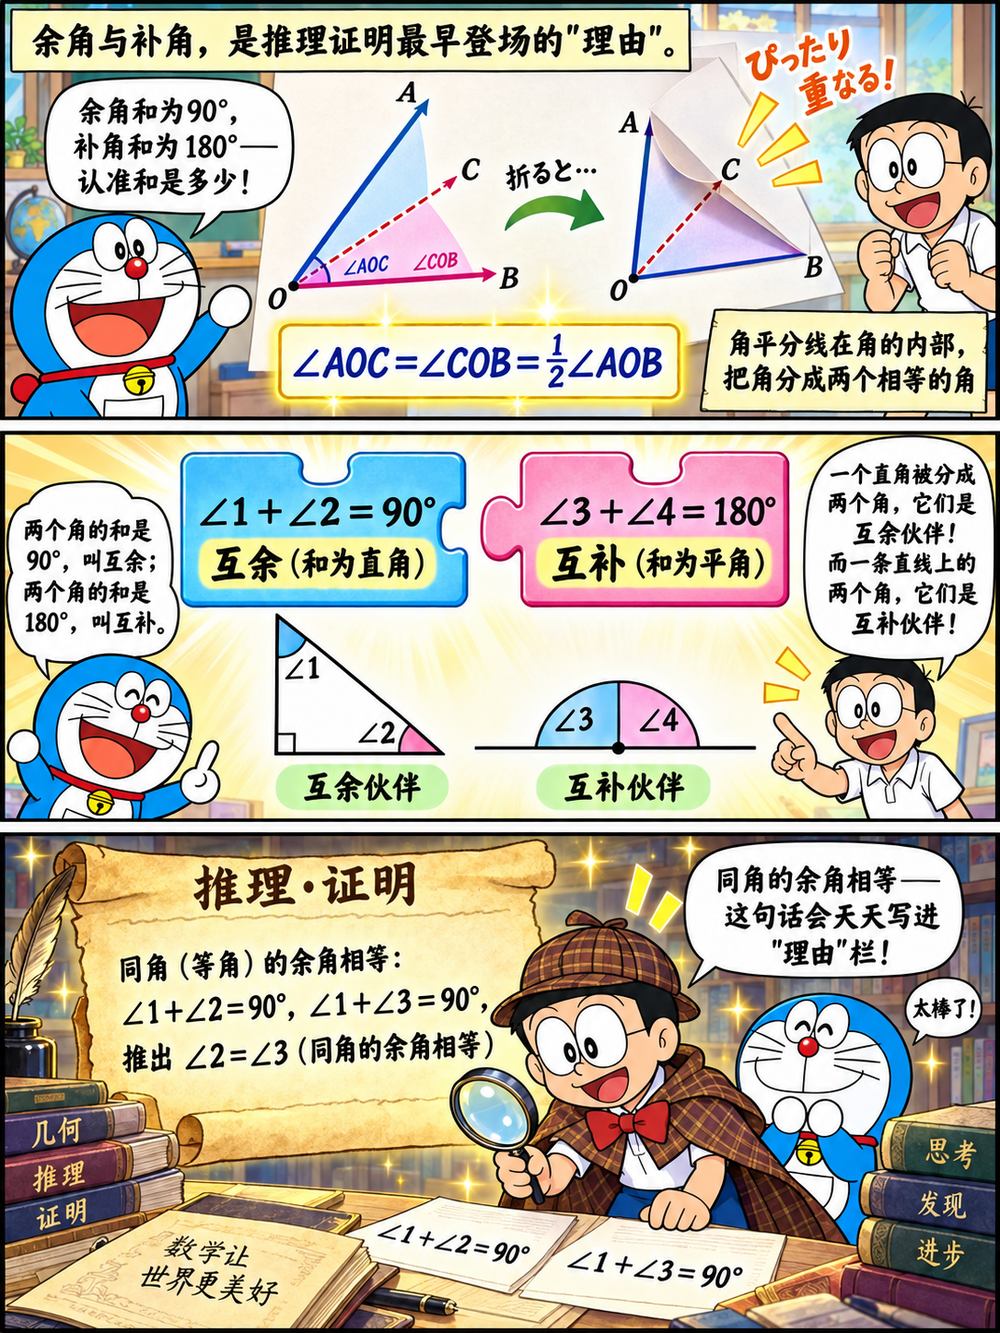 余角与补角，是推理证明最早登场的"理由"。
余角和为90°，
补角和为180°——
认准和是多少！
A
C
∠AOC
∠COB
O
B
折ると…
A
C
O
B
ぴったり
重なる！
∠AOC=∠COB=1/2∠AOB
角平分线在角的内部，
把角分成两个相等的角
两个角的和是
90°，叫互余；
两个角的和是
180°，叫互补。
∠1+∠2=90°
互余（和为直角）
∠3+∠4=180°
互补（和为平角）
一个直角被分成
两个角，它们是
互余伙伴！
而一条直线上的
两个角，它们是
互补伙伴！
∠1
∠2
互余伙伴
∠3
∠4
互补伙伴
推理·证明
同角（等角）的余角相等：
∠1+∠2=90°，∠1+∠3=90°，
推出 ∠2=∠3（同角的余角相等）
同角的余角相等——
这句话会天天写进
"理由"栏！
太棒了！
几何
推理
证明
数学让
世界更美好
∠1+∠2=90°
∠1+∠3=90°
思考
发现
进步